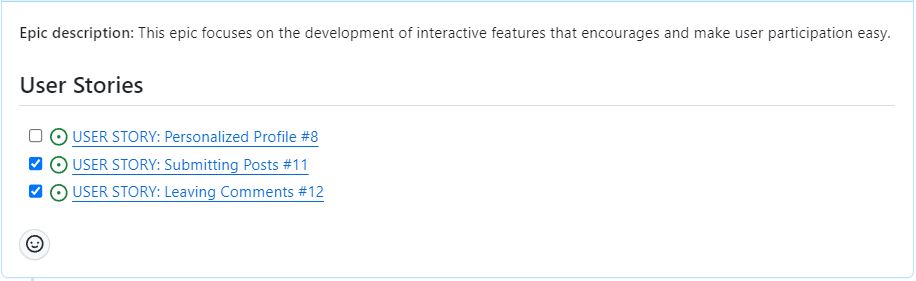 Epic description: This epic focuses on the development of interactive features that encourages and make user participation easy.
User Stories
USER STORY: Personalized Profile #8
USER STORY: Submitting Posts #11
USER STORY: Leaving Comments #12